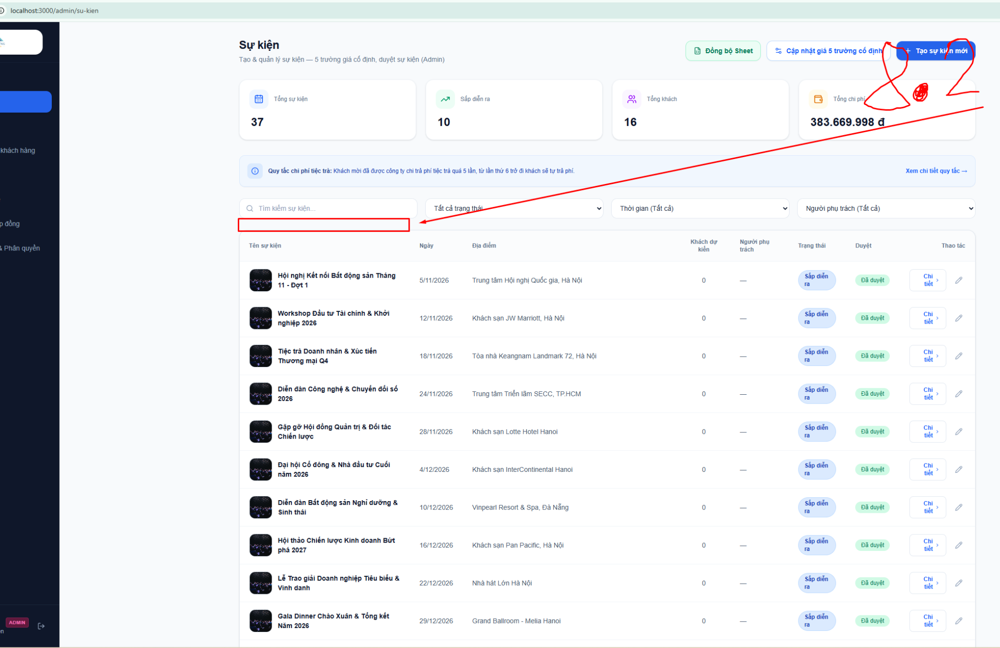 localhost:3000/admin/su-kien
NG
khách hàng
p đồng
& Phân quyền
ADMIN
ên
Sự kiện
Tạo & quản lý sự kiện — 5 trường giá cố định, duyệt sự kiện (Admin)
Đồng bộ Sheet
Cập nhật giá 5 trường cố định
+ Tạo sự kiện mới
8.2
Tổng sự kiện
37
Sắp diễn ra
10
Tổng khách
16
Tổng chi phí
383.669.998 đ
Quy tắc chi phí tiệc trà: Khách mời đã được công ty chi trả phí tiệc trà quá 5 lần, từ lần thứ 6 trở đi khách sẽ tự trả phí.
Xem chi tiết quy tắc →
Tìm kiếm sự kiện...
Tất cả trạng thái
Thời gian (Tất cả)
Người phụ trách (Tất cả)
Tên sự kiện
Ngày
Địa điểm
Khách dự
kiến
Người phụ
trách
Trạng thái
Duyệt
Thao tác
Hội nghị Kết nối Bất động sản Tháng
11 - Đợt 1
5/11/2026
Trung tâm Hội nghị Quốc gia, Hà Nội
0
—
Sắp diễn
ra
Đã duyệt
Chi
tiết
Workshop Đầu tư Tài chính & Khởi
nghiệp 2026
12/11/2026
Khách sạn JW Marriott, Hà Nội
0
—
Sắp diễn
ra
Đã duyệt
Chi
tiết
Tiệc trà Doanh nhân & Xúc tiến
Thương mại Q4
18/11/2026
Tòa nhà Keangnam Landmark 72, Hà Nội
0
—
Sắp diễn
ra
Đã duyệt
Chi
tiết
Diễn đàn Công nghệ & Chuyển đổi số
2026
24/11/2026
Trung tâm Triển lãm SECC, TP.HCM
0
—
Sắp diễn
ra
Đã duyệt
Chi
tiết
Gặp gỡ Hội đồng Quản trị & Đối tác
Chiến lược
28/11/2026
Khách sạn Lotte Hotel Hanoi
0
—
Sắp diễn
ra
Đã duyệt
Chi
tiết
Đại hội Cổ đông & Nhà đầu tư Cuối
năm 2026
4/12/2026
Khách sạn InterContinental Hanoi
0
—
Sắp diễn
ra
Đã duyệt
Chi
tiết
Diễn đàn Bất động sản Nghỉ dưỡng &
Sinh thái
10/12/2026
Vinpearl Resort & Spa, Đà Nẵng
0
—
Sắp diễn
ra
Đã duyệt
Chi
tiết
Hội thảo Chiến lược Kinh doanh Bứt
phá 2027
16/12/2026
Khách sạn Pan Pacific, Hà Nội
0
—
Sắp diễn
ra
Đã duyệt
Chi
tiết
Lễ Trao giải Doanh nghiệp Tiêu biểu &
Vinh danh
22/12/2026
Nhà hát Lớn Hà Nội
0
—
Sắp diễn
ra
Đã duyệt
Chi
tiết
Gala Dinner Chào Xuân & Tổng kết
Năm 2026
29/12/2026
Grand Ballroom - Melia Hanoi
0
—
Sắp diễn
ra
Đã duyệt
Chi
tiết